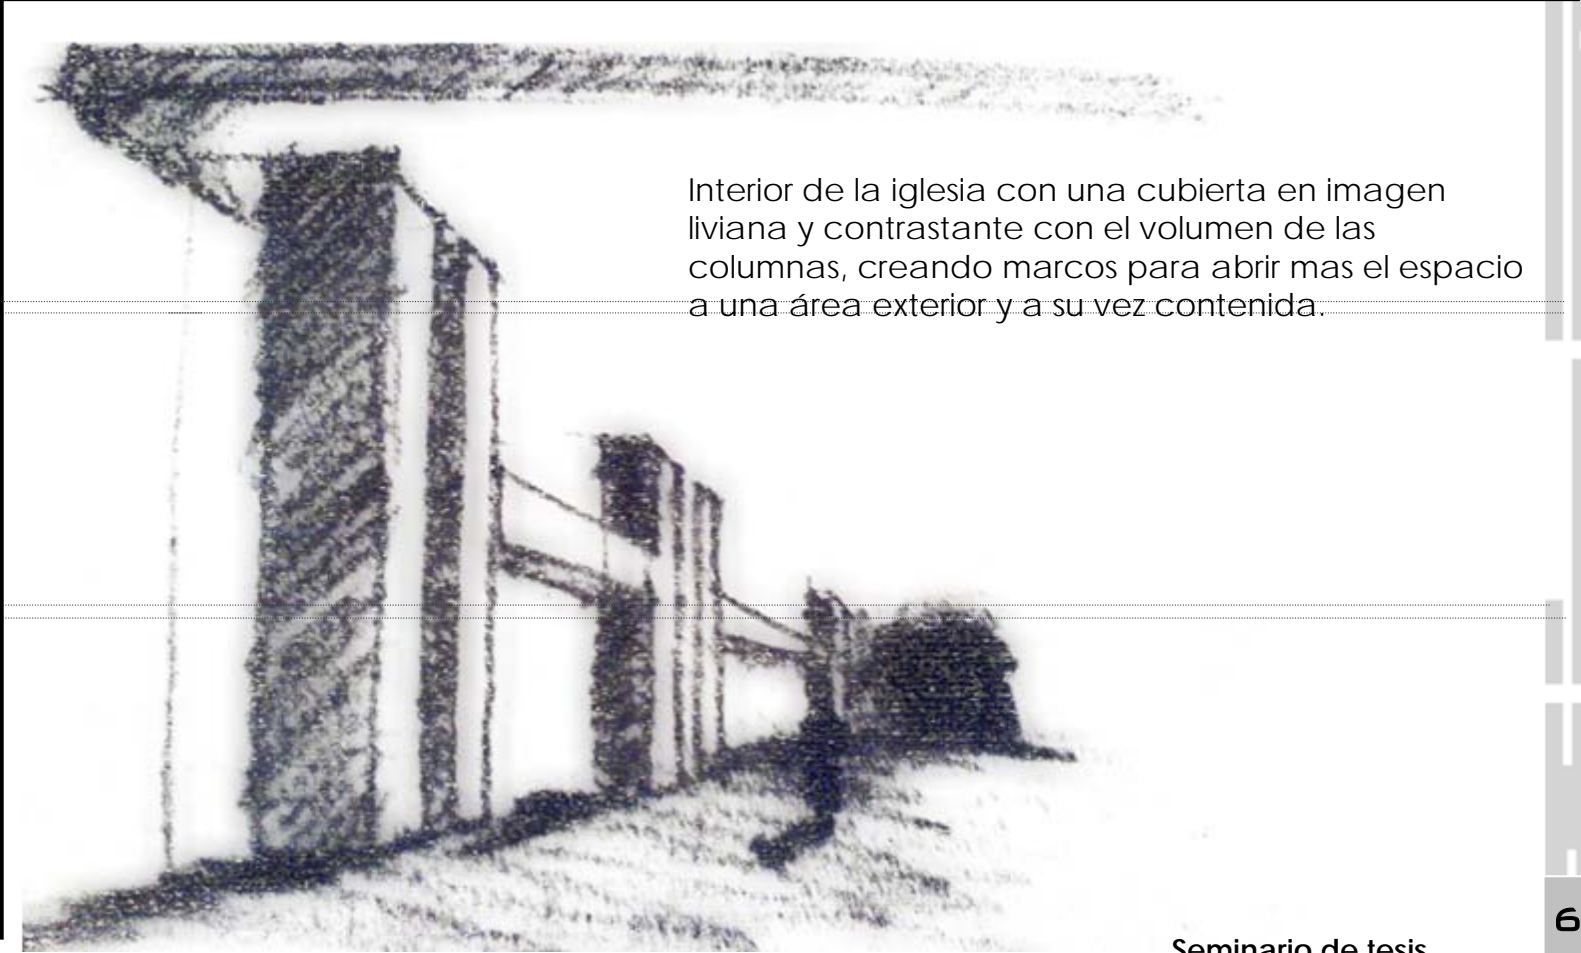 Interior de la iglesia con una cubierta en imagen
liviana y contrastante con el volumen de las
columnas, creando marcos para abrir mas el espacio
a una área exterior y a su vez contenida.
Seminario de tesis
6